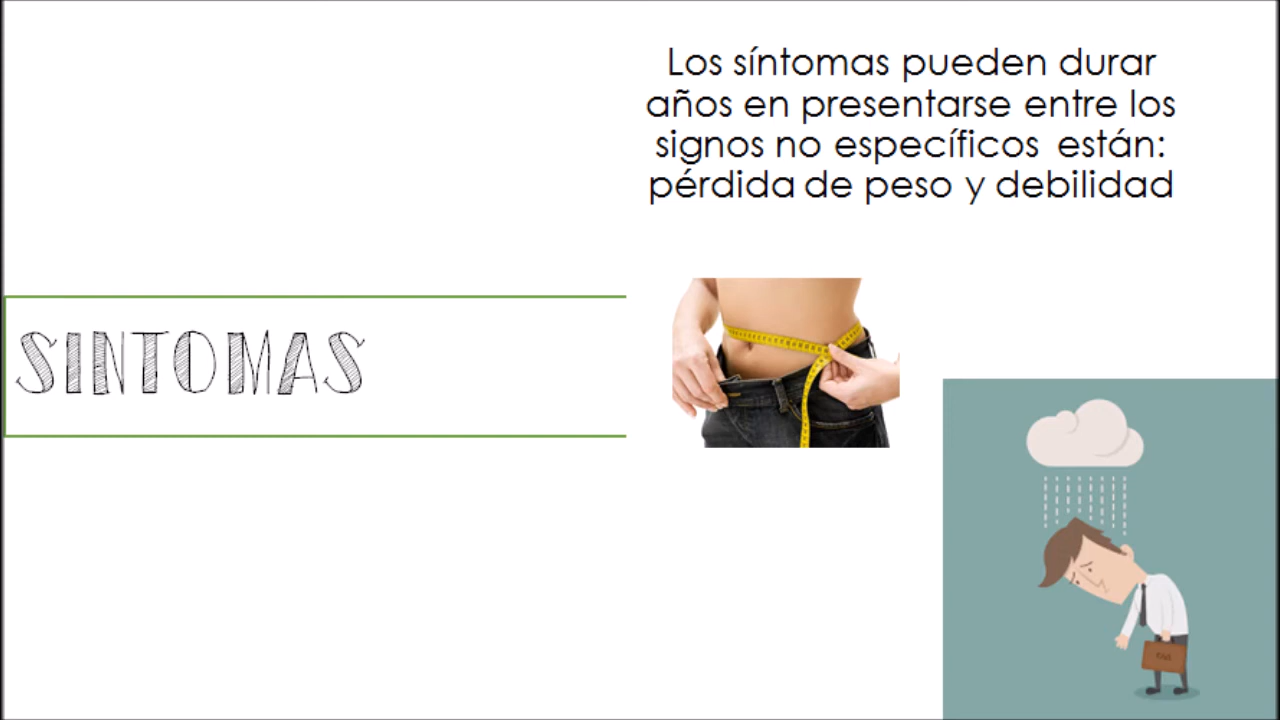 Los síntomas pueden durar
años en presentarse entre los
signos no específicos están:
pérdida de peso y debilidad
SINTOMAS